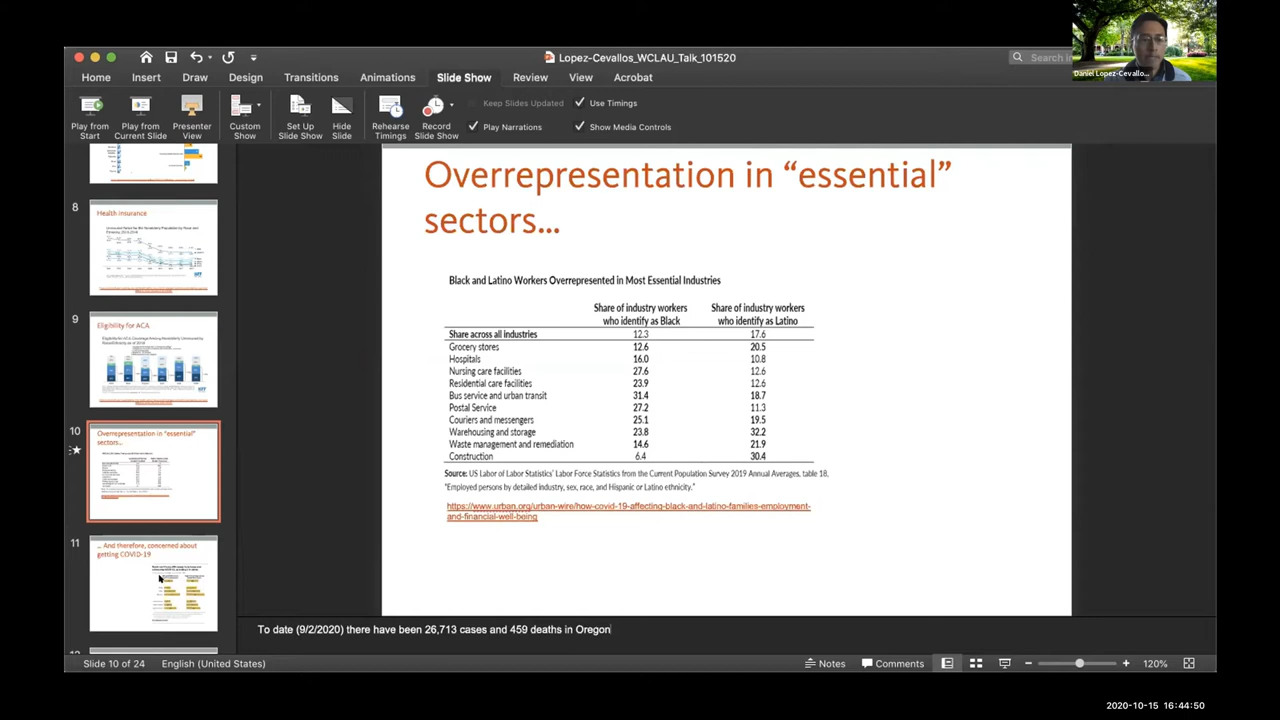 Lopez-Cevallos_WCLAU_Talk_101520
Search in
Daniel Lopez-Cevallo...
Home Insert Draw Design Transitions Animations Slide Show Review View Acrobat
Play from Start
Play from Current Slide
Presenter View
Custom Show
Set Up Slide Show
Hide Slide
Rehearse Timings
Record Slide Show
Keep Slides Updated
Use Timings
Play Narrations
Show Media Controls
8
Health insurance
9
Eligibility for ACA
10
Overrepresentation in “essential”
sectors...
11
... And therefore, concerned about
getting COVID-19
Overrepresentation in “essential”
sectors...
Black and Latino Workers Overrepresented in Most Essential Industries
Share of industry workers who identify as Black
Share of industry workers who identify as Latino
Share across all industries 12.3 17.6
Grocery stores 12.6 20.5
Hospitals 16.0 10.8
Nursing care facilities 27.6 12.6
Residential care facilities 23.9 12.6
Bus service and urban transit 31.4 18.7
Postal Service 27.2 11.3
Couriers and messengers 25.1 19.5
Warehousing and storage 23.8 32.2
Waste management and remediation 14.6 21.9
Construction 6.4 30.4
Source: US Labor of Labor Statistics’ Labor Force Statistics from the Current Population Survey 2019 Annual Averages, table 18,
“Employed persons by detailed industry, sex, race, and Hispanic or Latino ethnicity.”
https://www.urban.org/urban-wire/how-covid-19-affecting-black-and-latino-families-employment-
and-financial-well-being
To date (9/2/2020) there have been 26,713 cases and 459 deaths in Oregon
Slide 10 of 24 English (United States) Notes Comments 120%
2020-10-15 16:44:50